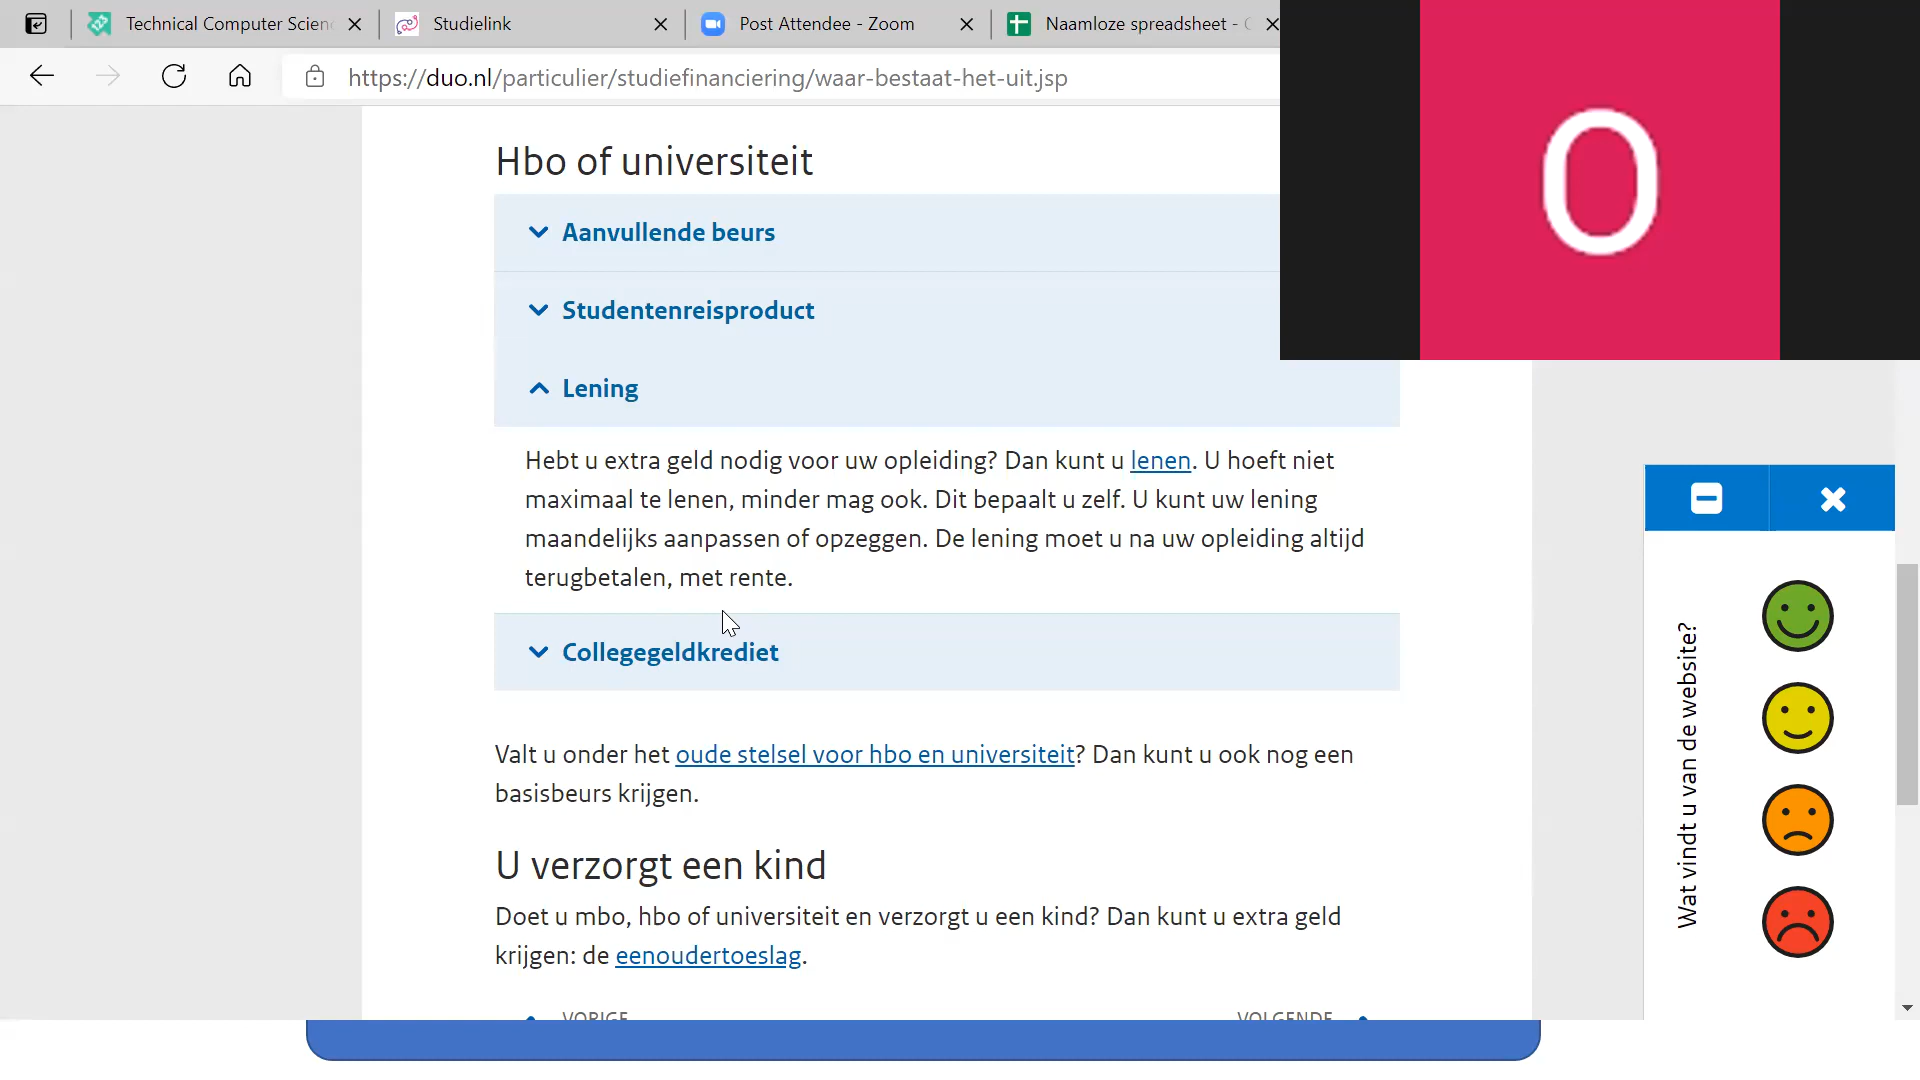 Technical Computer Scien
Studielink
Post Attendee - Zoom
Naamloze spreadsheet -
https://duo.nl/particulier/studiefinanciering/waar-bestaat-het-uit.jsp
O
Hbo of universiteit
Aanvullende beurs
Studentenreisproduct
Lening
Hebt u extra geld nodig voor uw opleiding? Dan kunt u lenen. U hoeft niet
maximaal te lenen, minder mag ook. Dit bepaalt u zelf. U kunt uw lening
maandelijks aanpassen of opzeggen. De lening moet u na uw opleiding altijd
terugbetalen, met rente.
Collegegeldkrediet
Valt u onder het oude stelsel voor hbo en universiteit? Dan kunt u ook nog een
basisbeurs krijgen.
U verzorgt een kind
Doet u mbo, hbo of universiteit en verzorgt u een kind? Dan kunt u extra geld
krijgen: de eenoudertoeslag.
VORIGE
VOLGENDE
Wat vindt u van de website?